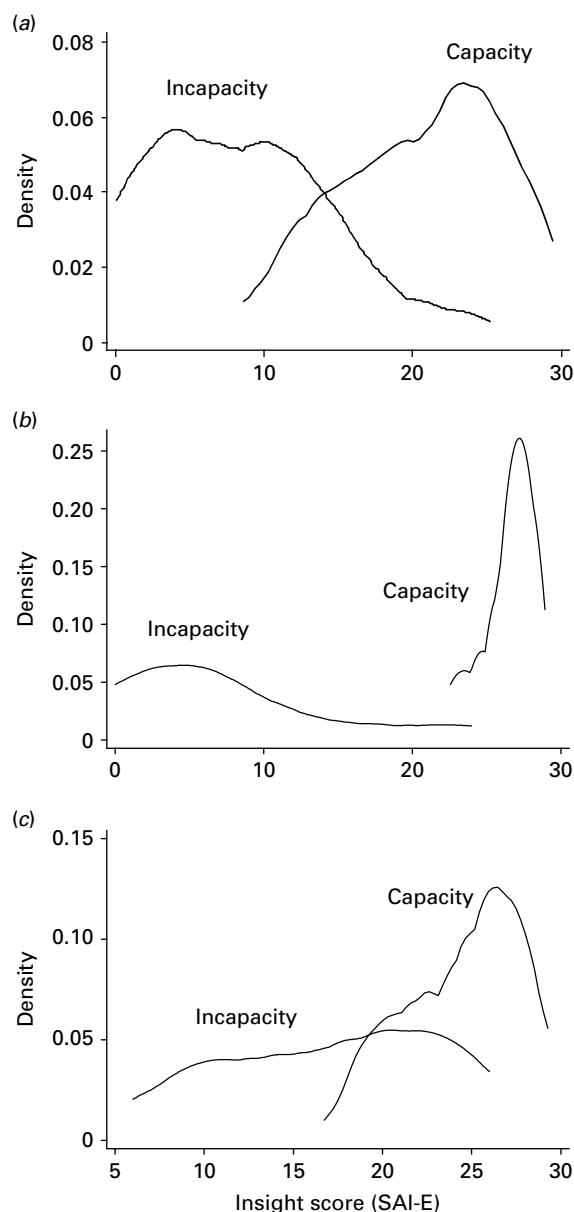 (a)
0.08
Capacity
Incapacity
0.06
Density
0.04
0.02
0
0 10 20 30
(b)
0.25
0.20
Density
0.15
Capacity
0.10
Incapacity
0.05
0
0 10 20 30
(c)
0.15
Capacity
0.10
Density
Incapacity
0.05
0
5 10 15 20 25 30
Insight score (SAI-E)